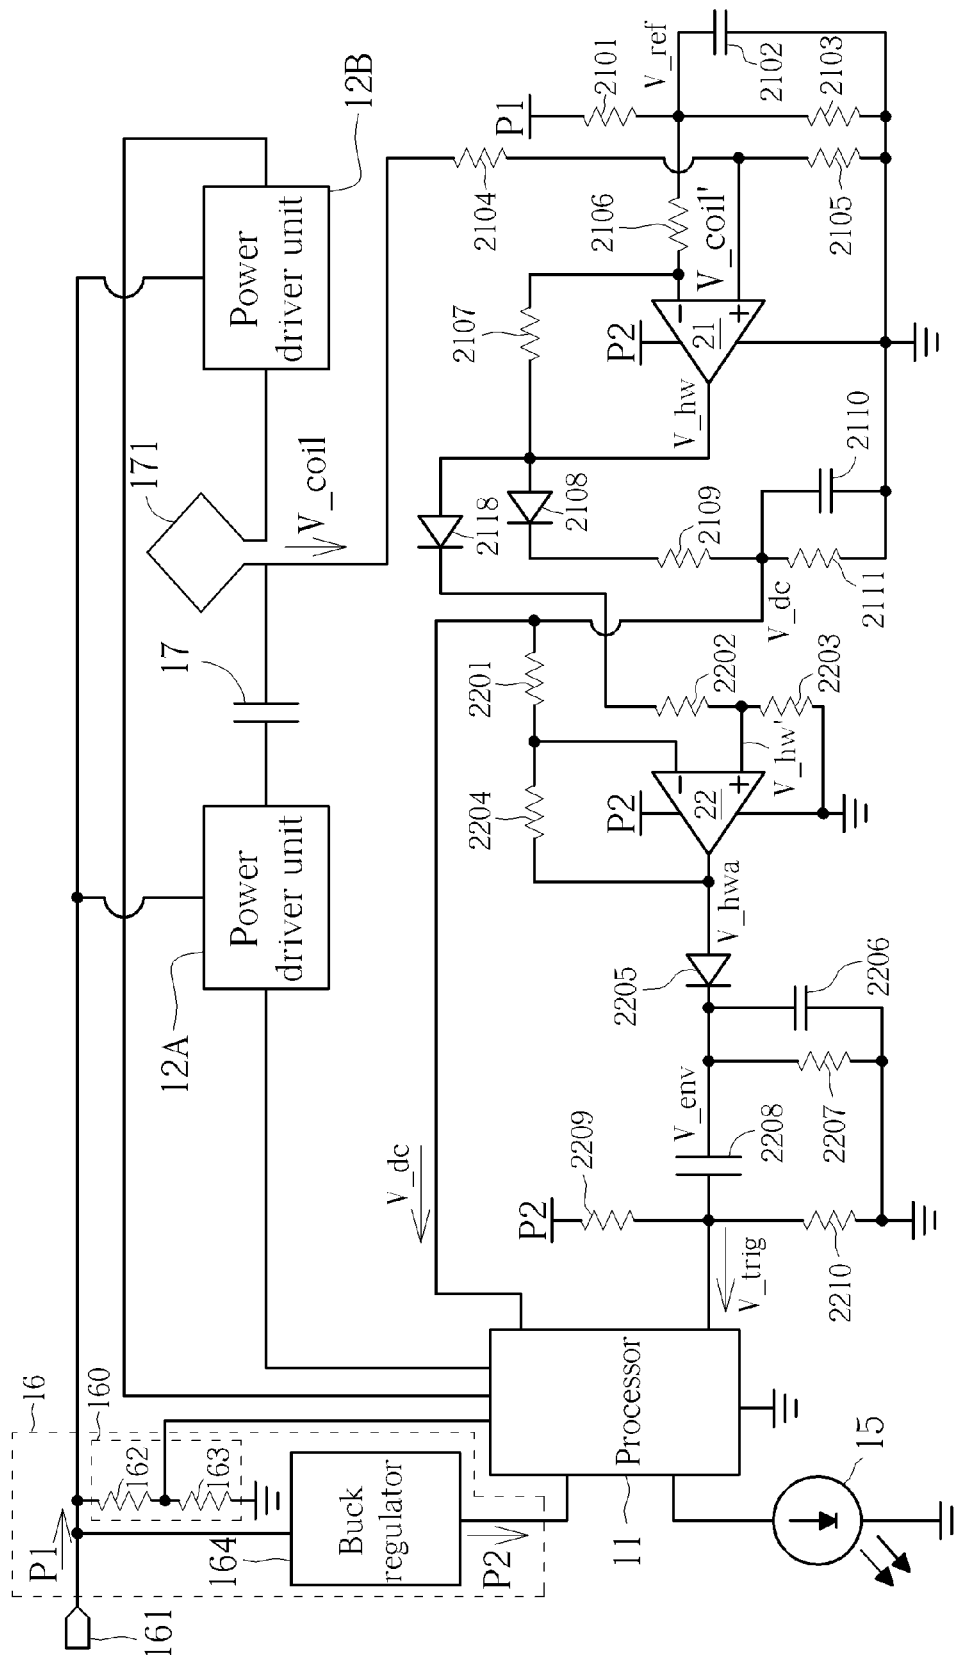 161
P1
16
160
162
163
164
Buck
regulator
P2
12A
Power
driver unit
17
171
V_coil
Power
driver unit
12B
11
Processor
15
V_dc
V_trig
P2
2209
2210
2208
V_env
2207
2205
2206
V_hwa
P2
22
2204
2201
V_hw'
2202
2203
V_dc
2111
2109
2110
2118
2108
V_hw
P2
21
2107
V_coil'
2106
2104
2105
P1
2101
V_ref
2102
2103